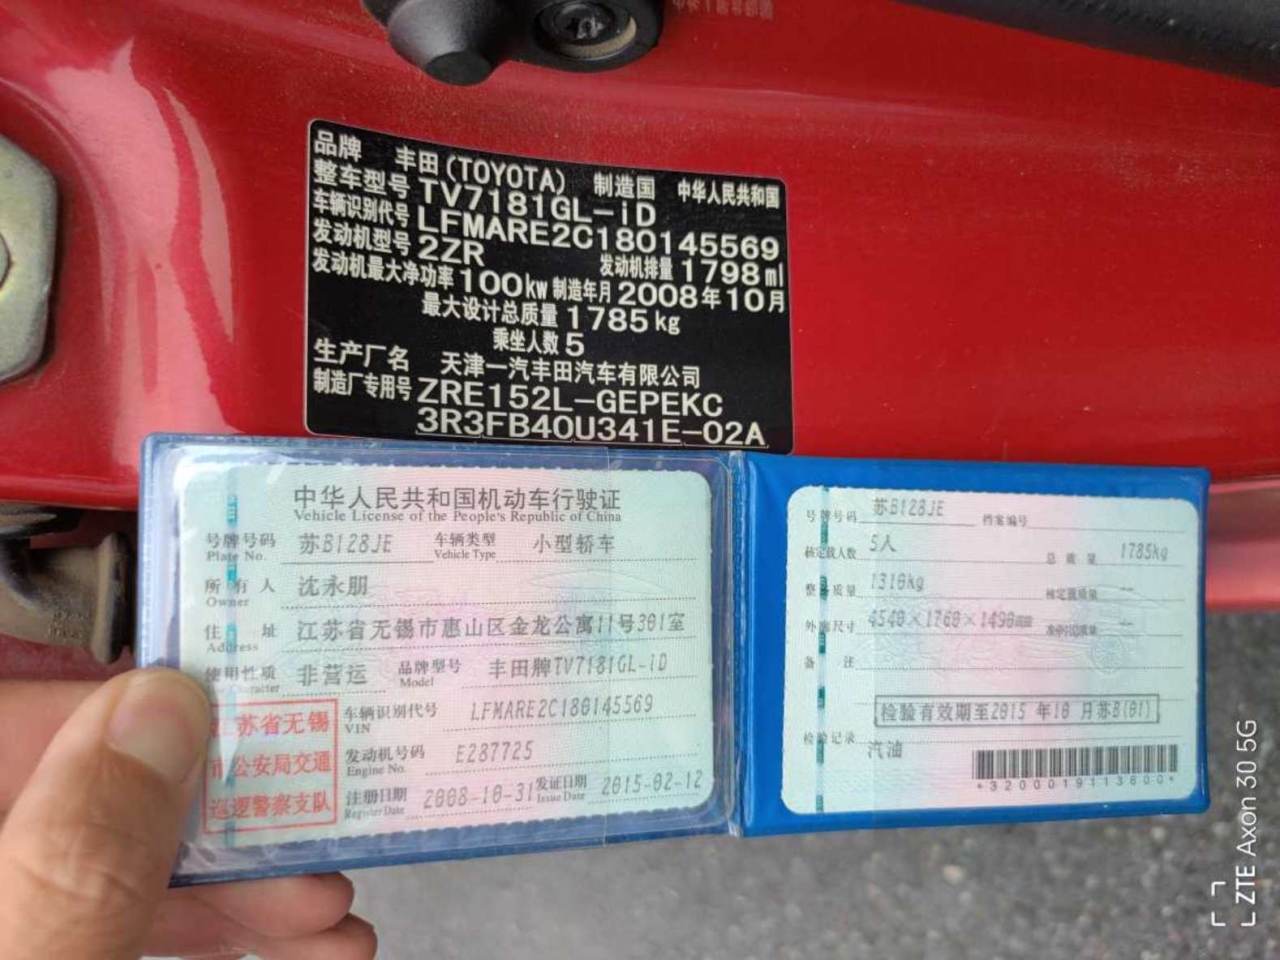 品牌 丰田(TOYOTA) 制造国 中华人民共和国
整车型号 TV7181GL-iD
车辆识别代号 LFMARE2C180145569
发动机型号 2ZR 发动机排量 1798ml
发动机最大净功率 100kw 制造年月 2008年10月
最大设计总质量 1785kg
乘坐人数 5
生产厂名 天津一汽丰田汽车有限公司
制造厂专用号 ZRE152L-GEPEKC
3R3FB40U341E-02A
中华人民共和国机动车行驶证
Vehicle License of the People's Republic of China
号牌号码 苏B128JE 车辆类型 小型轿车
Plate No. Vehicle Type
所有人 沈永朋
Owner
住址 江苏省无锡市惠山区金龙公寓11号301室
Address
使用性质 非营运 品牌型号 丰田牌TV7181GL-iD
Use Character Model
江苏省无锡
市公安局交通
巡逻警察支队
车辆识别代号 LFMARE2C180145569
VIN
发动机号码 E287725
Engine No.
注册日期 2008-10-31 发证日期 2015-02-12
Register Date Issue Date
号牌号码 苏B128JE 档案编号
核定载人数 5人 总质量 1785kg
整备质量 1310kg 核定载质量 --
外廓尺寸 4540×1760×1490mm 准牵引总质量 --
备注
检验有效期至2015年10月苏B(01)
检验记录 汽油
*3200019113600*
ZTE Axon 30 5G